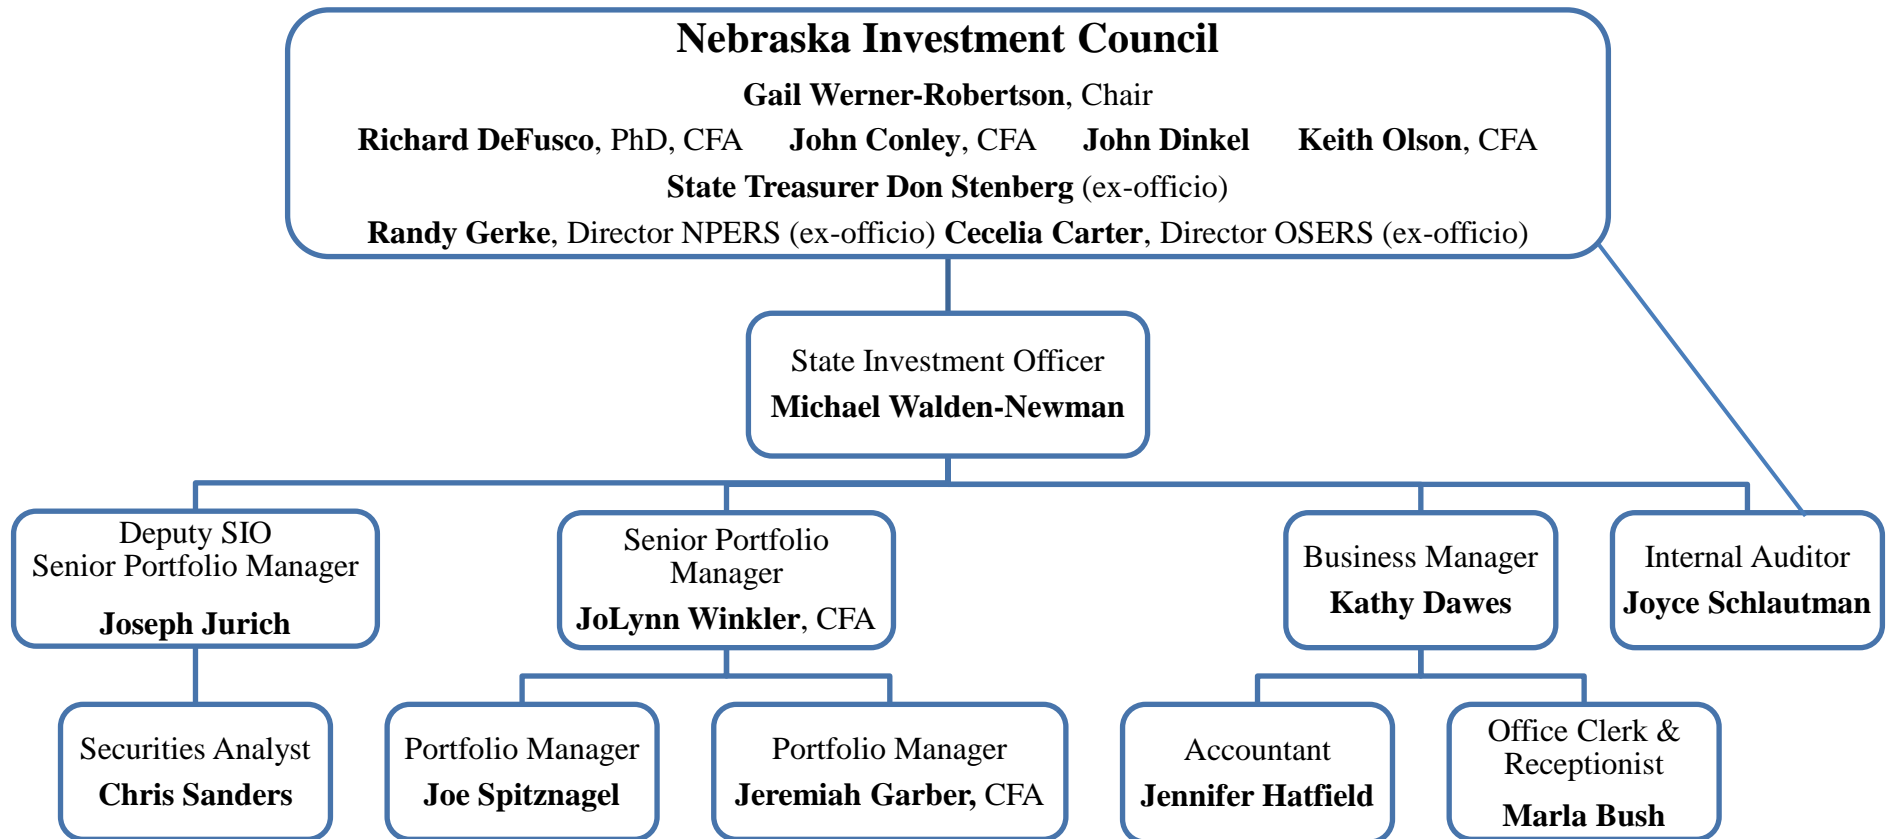 Nebraska Investment Council
Gail Werner-Robertson, Chair
Richard DeFusco, PhD, CFA John Conley, CFA John Dinkel Keith Olson, CFA
State Treasurer Don Stenberg (ex-officio)
Randy Gerke, Director NPERS (ex-officio) Cecelia Carter, Director OSERS (ex-officio)
State Investment Officer
Michael Walden-Newman
Deputy SIO
Senior Portfolio Manager
Joseph Jurich
Senior Portfolio
Manager
JoLynn Winkler, CFA
Business Manager
Kathy Dawes
Internal Auditor
Joyce Schlautman
Securities Analyst
Chris Sanders
Portfolio Manager
Joe Spitznagel
Portfolio Manager
Jeremiah Garber, CFA
Accountant
Jennifer Hatfield
Office Clerk &
Receptionist
Marla Bush